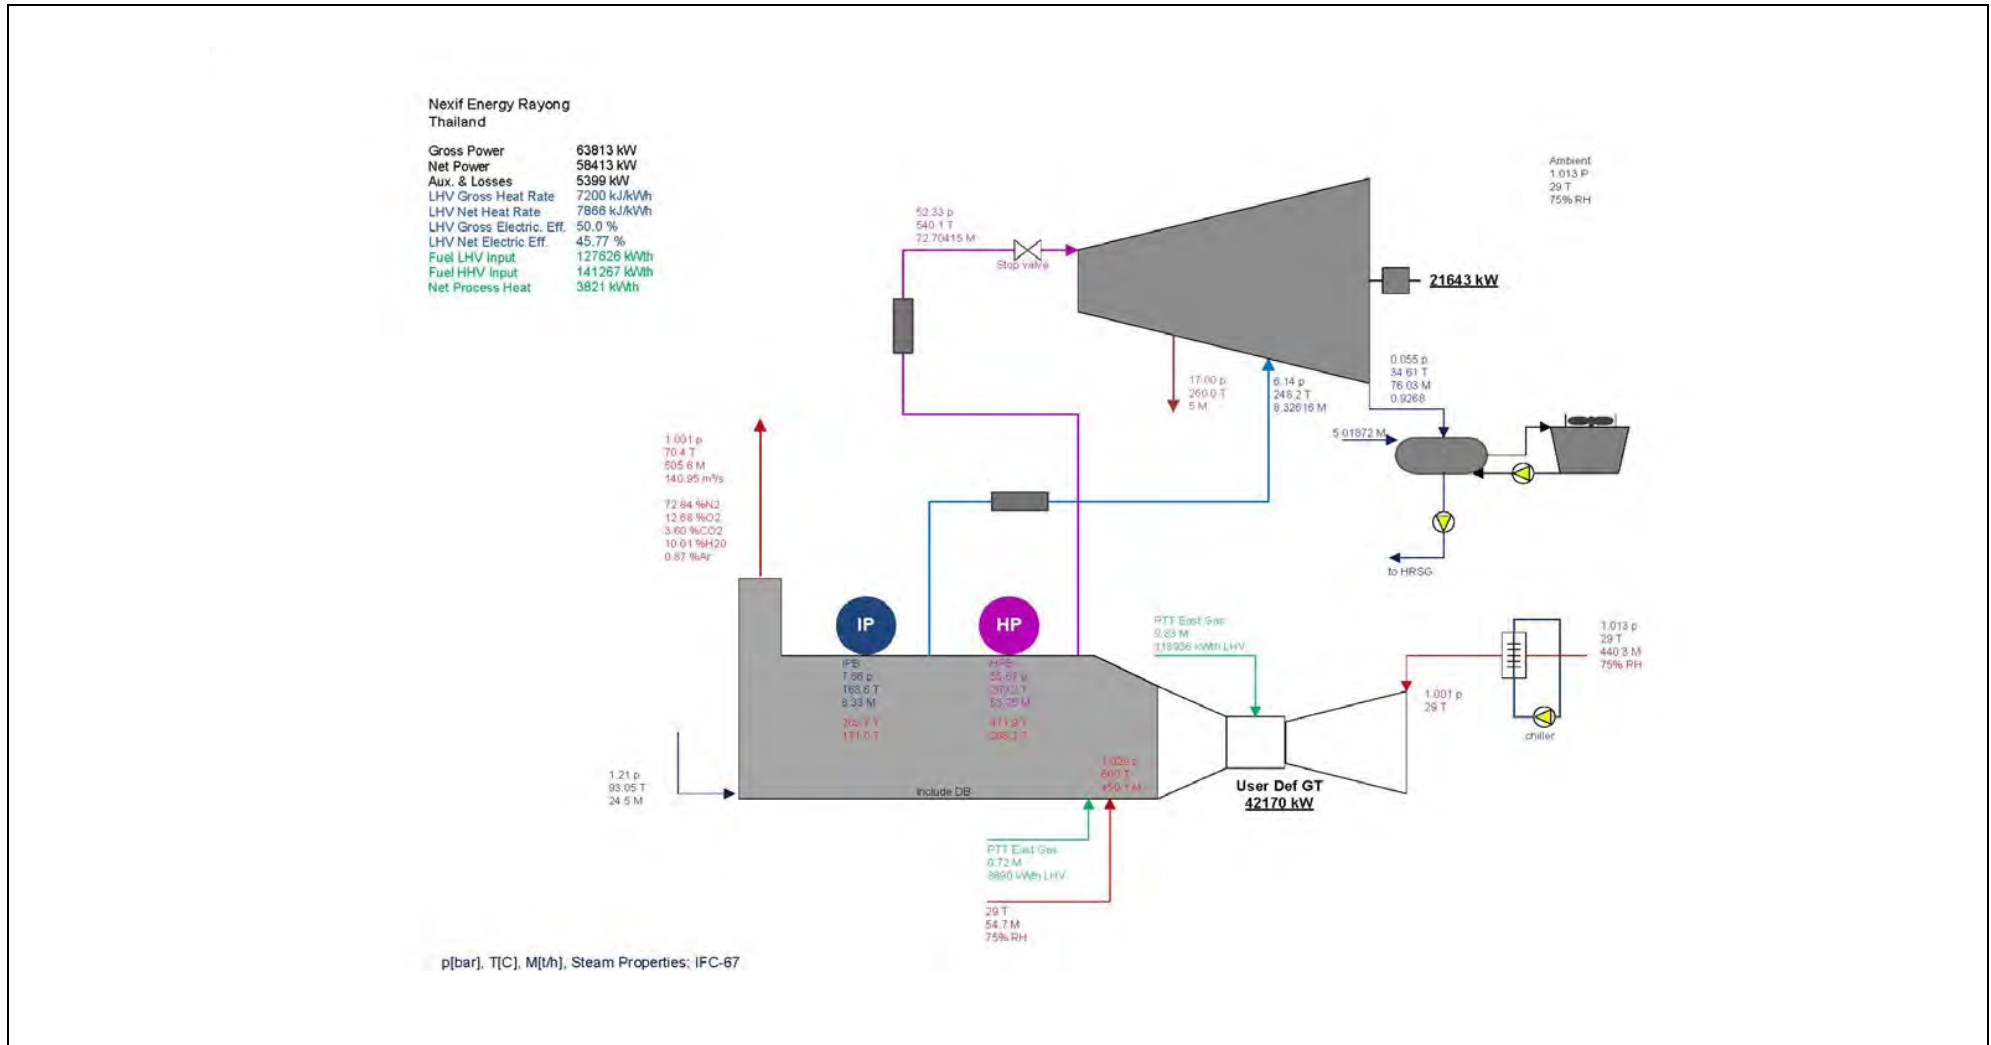 Nexif Energy Rayong
Thailand
Gross Power 63813 kW
Net Power 58413 kW
Aux. & Losses 5399 kW
LHV Gross Heat Rate 7200 kJ/kWh
LHV Net Heat Rate 7866 kJ/kWh
LHV Gross Electric. Eff. 50.0 %
LHV Net Electric Eff. 45.77 %
Fuel LHV Input 127626 kWth
Fuel HHV Input 141267 kWth
Net Process Heat 3821 kWth
Ambient
1.013 P
29 T
75% RH
52.33 p
540.1 T
72.70415 M
Stop valve
21643 kW
17.00 p
260.0 T
5 M
6.14 p
248.2 T
8.32616 M
0.055 p
34.61 T
76.03 M
0.9268
5.01872 M
to HRSG
1.001 p
70.4 T
505.6 M
140.95 m³/s
72.84 %N2
12.68 %O2
3.60 %CO2
10.01 %H2O
0.87 %Ar
IP
HP
IPB
7.66 p
168.6 T
8.33 M
171.0 T
HPB
471.9 T
PTT East Gas
118936 kWth LHV
1.013 p
29 T
440.3 M
75% RH
1.001 p
29 T
chiller
User Def GT
42170 kW
600 T
Include DB
1.21 p
93.05 T
24.5 M
PTT East Gas
0.72 M
kWth LHV
29 T
54.7 M
75% RH
p[bar], T[C], M[t/h], Steam Properties: IFC-67